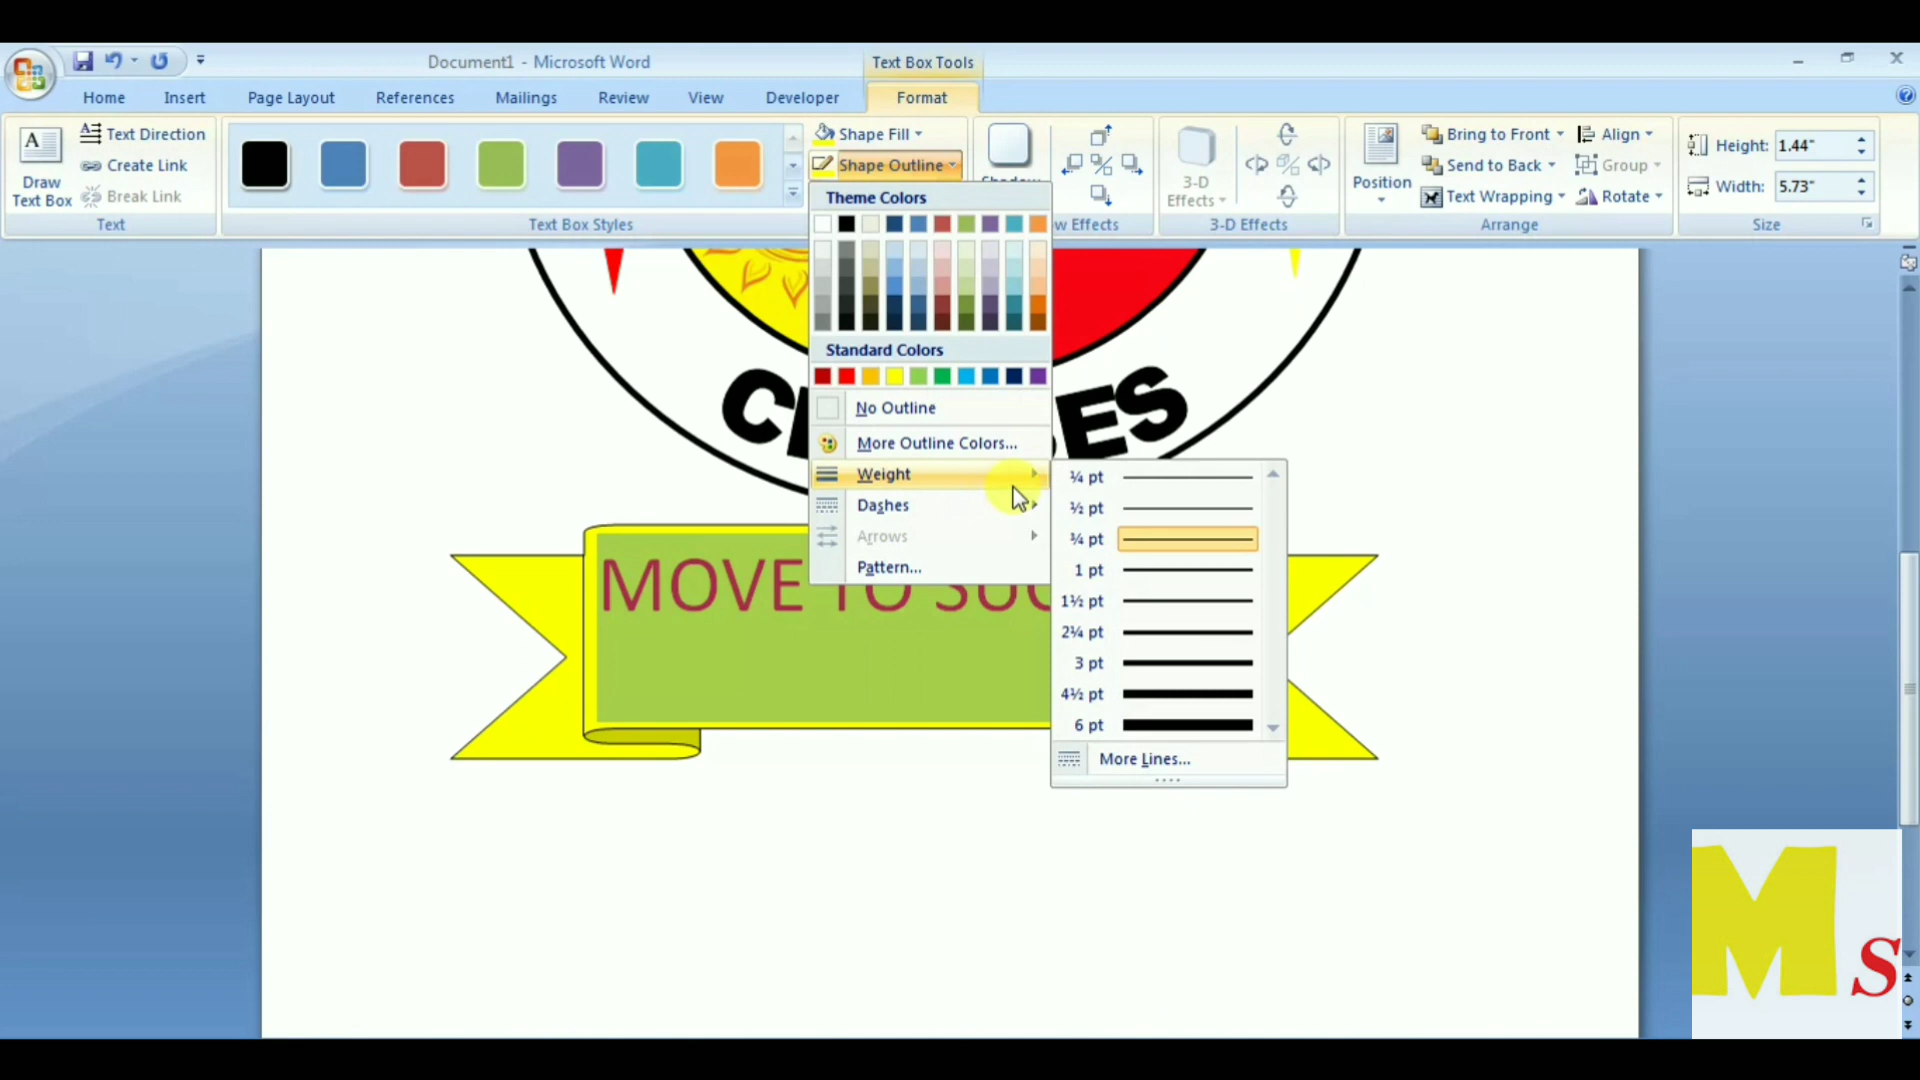 Document1 - Microsoft Word
Text Box Tools
Home
Insert
Page Layout
References
Mailings
Review
View
Developer
Format
Draw
Text Box
Text Direction
Create Link
Break Link
Text
Text Box Styles
Shape Fill
Shape Outline
3-D
Effects
3-D Effects
Position
Bring to Front
Send to Back
Text Wrapping
Align
Group
Rotate
Arrange
Height: 1.44"
Width: 5.73"
Size
Theme Colors
Standard Colors
No Outline
More Outline Colors...
Weight
Dashes
Arrows
Pattern...
¼ pt
½ pt
¾ pt
1 pt
1½ pt
2¼ pt
3 pt
4½ pt
6 pt
More Lines...
MOVE TO
Ms